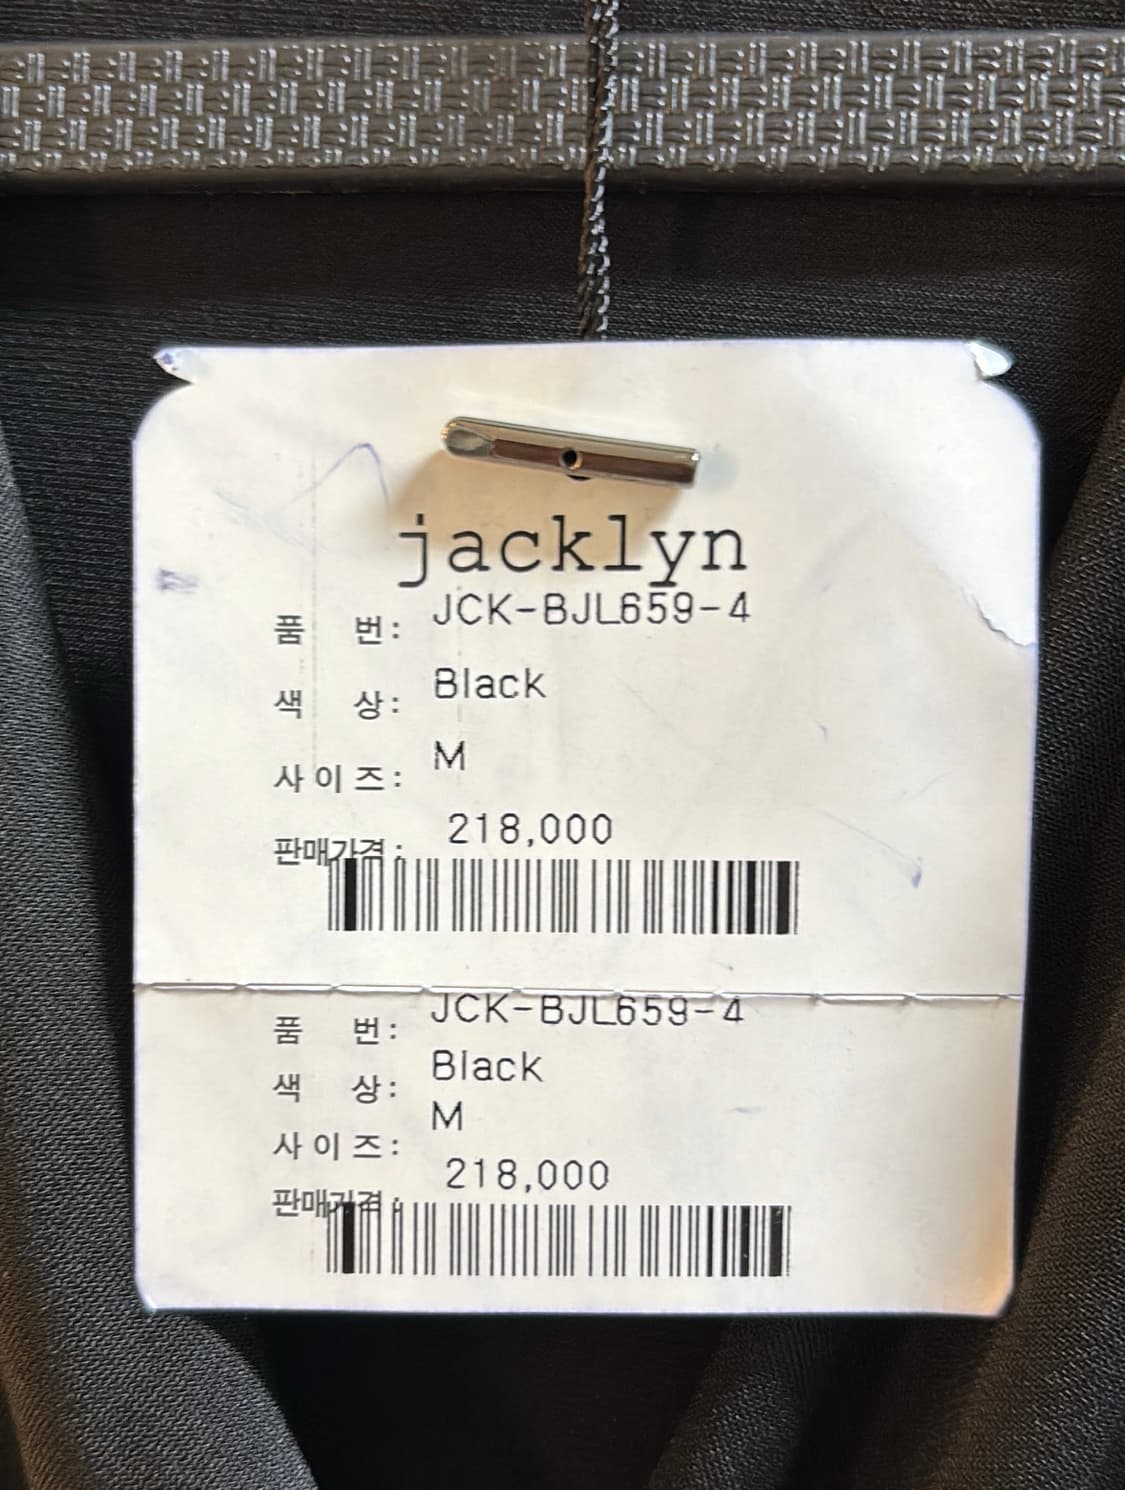 jacklyn
품 번: JCK-BJL659-4
색 상: Black
사 이 즈: M
판매가격: 218,000
품 번: JCK-BJL659-4
색 상: Black
사 이 즈: M
판매가격: 218,000